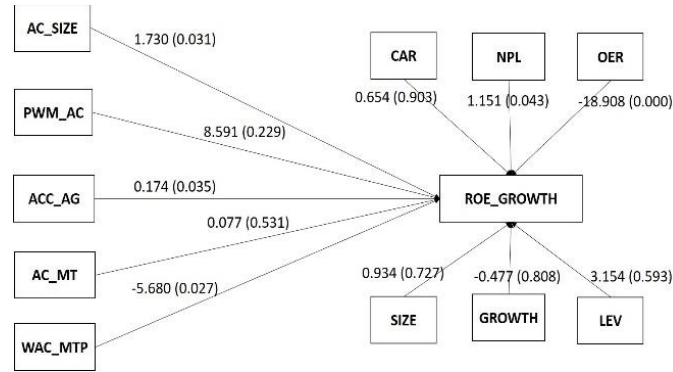 AC_SIZE
1.730 (0.031)
CAR
NPL
OER
0.654 (0.903)
1.151 (0.043)
-18.908 (0.000)
PWM_AC
8.591 (0.229)
ACC_AG
0.174 (0.035)
ROE_GROWTH
0.077 (0.531)
AC_MT
-5.680 (0.027)
0.934 (0.727)
-0.477 (0.808)
3.154 (0.593)
SIZE
GROWTH
LEV
WAC_MTP